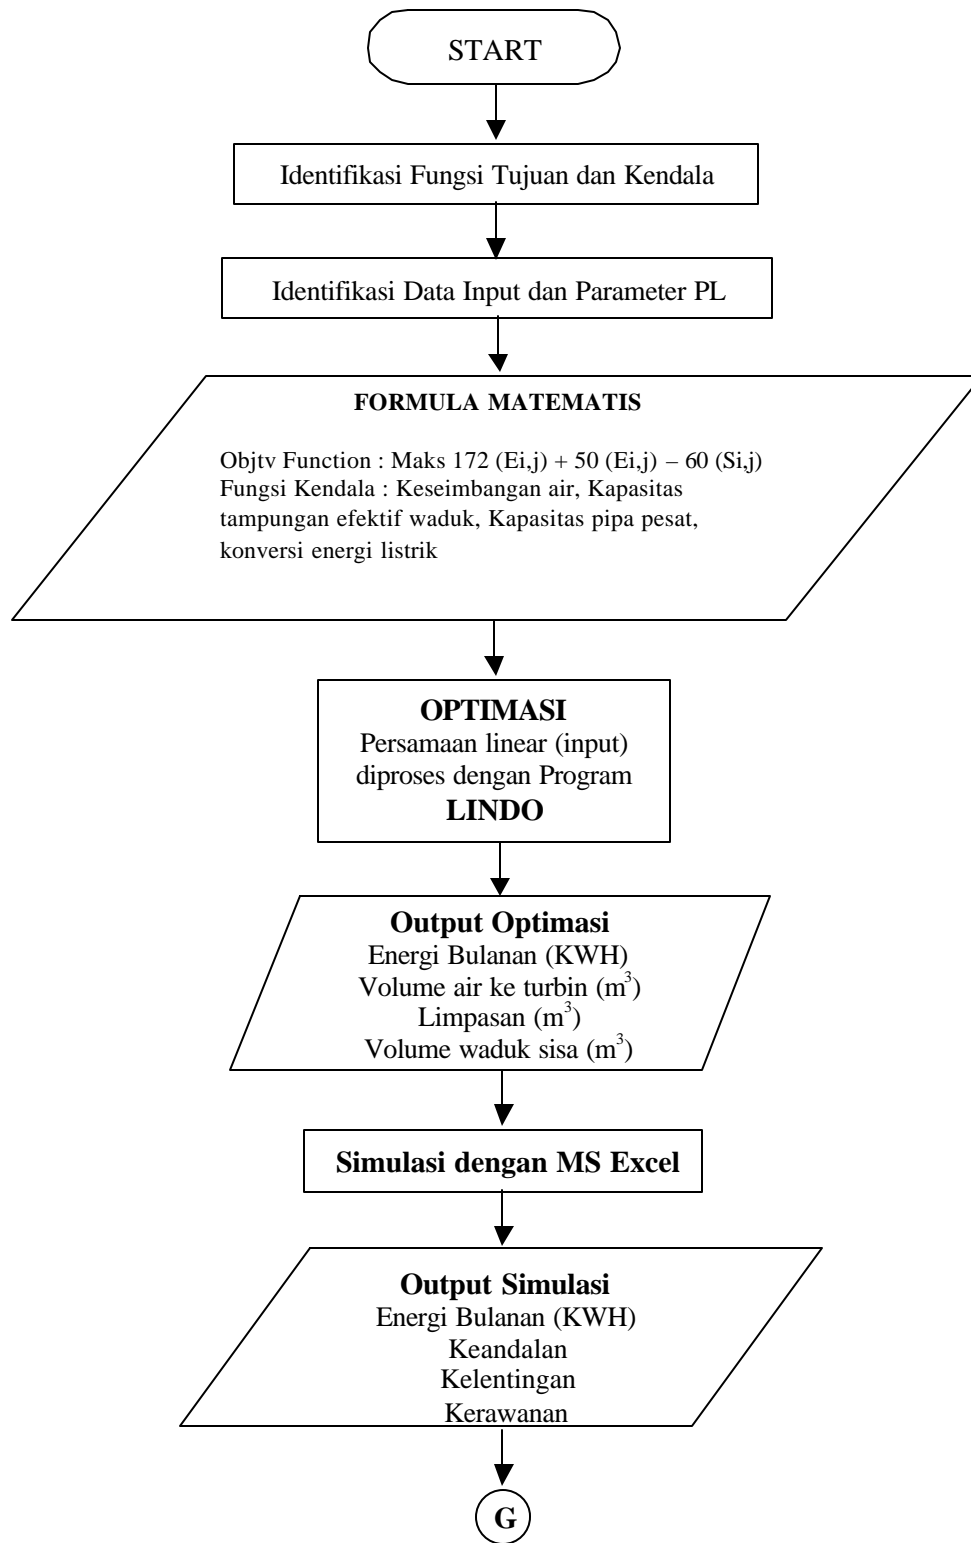 START
Identifikasi Fungsi Tujuan dan Kendala
Identifikasi Data Input dan Parameter PL
FORMULA MATEMATIS
Objtv Function : Maks 172 (Ei,j) + 50 (Ei,j) – 60 (Si,j)
Fungsi Kendala : Keseimbangan air, Kapasitas
tampungan efektif waduk, Kapasitas pipa pesat,
konversi energi listrik
OPTIMASI
Persamaan linear (input)
diproses dengan Program
LINDO
Output Optimasi
Energi Bulanan (KWH)
Volume air ke turbin (m³)
Limpasan (m³)
Volume waduk sisa (m³)
Simulasi dengan MS Excel
Output Simulasi
Energi Bulanan (KWH)
Keandalan
Kelentingan
Kerawanan
G